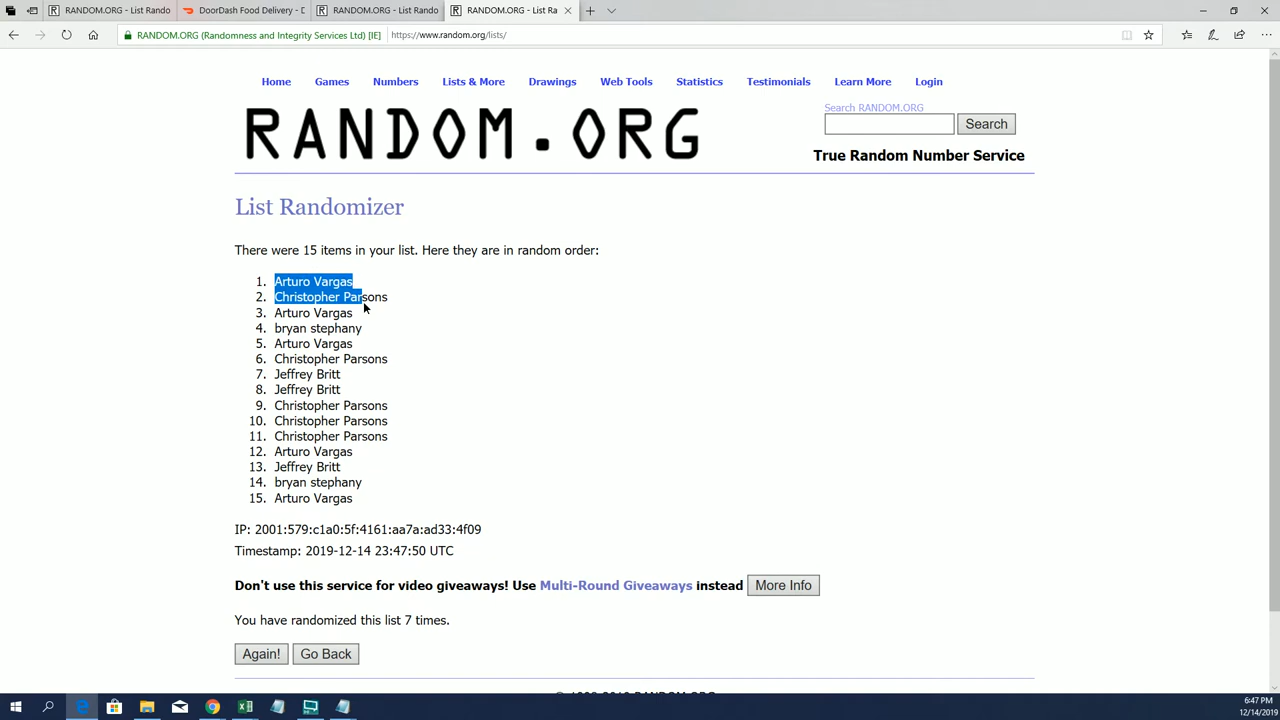 RANDOM.ORG - List Rando
DoorDash Food Delivery - D
RANDOM.ORG - List Rando
RANDOM.ORG - List Ra
RANDOM.ORG (Randomness and Integrity Services Ltd) [IE]
https://www.random.org/lists/
Home Games Numbers Lists & More Drawings Web Tools Statistics Testimonials Learn More Login
RANDOM.ORG
Search RANDOM.ORG
Search
True Random Number Service
List Randomizer
There were 15 items in your list. Here they are in random order:
1. Arturo Vargas
2. Christopher Parsons
3. Arturo Vargas
4. bryan stephany
5. Arturo Vargas
6. Christopher Parsons
7. Jeffrey Britt
8. Jeffrey Britt
9. Christopher Parsons
10. Christopher Parsons
11. Christopher Parsons
12. Arturo Vargas
13. Jeffrey Britt
14. bryan stephany
15. Arturo Vargas
IP: 2001:579:c1a0:5f:4161:aa7a:ad33:4f09
Timestamp: 2019-12-14 23:47:50 UTC
Don't use this service for video giveaways! Use Multi-Round Giveaways instead More Info
You have randomized this list 7 times.
Again! Go Back
6:47 PM
12/14/2019